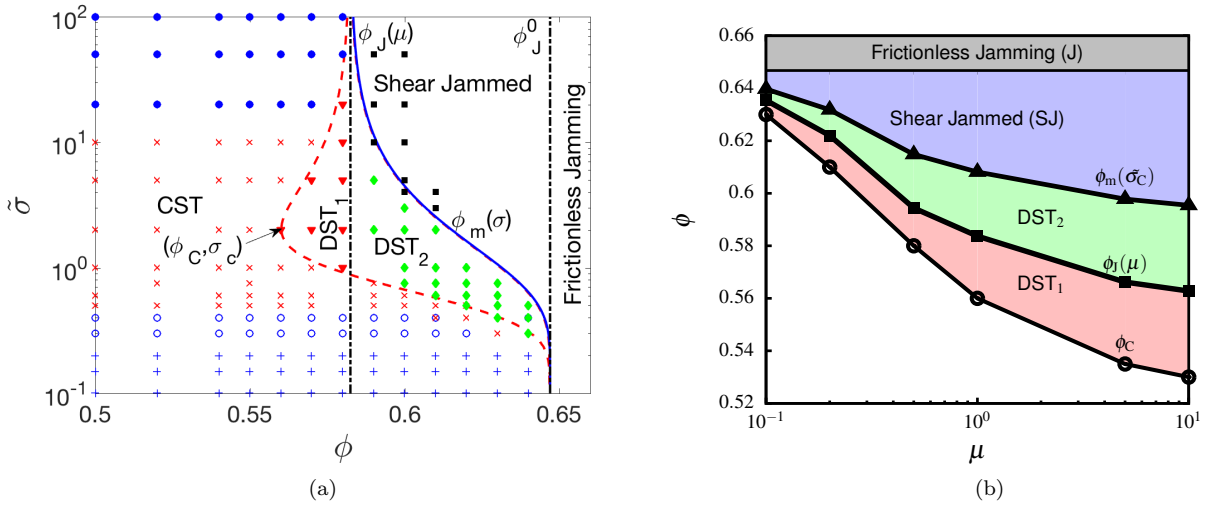 10^2
10^1
10^0
10^{-1}
σ̃
0.5
0.55
0.6
0.65
ϕ
ϕ_J(μ)
ϕ_J^0
Shear Jammed
Frictionless Jamming
CST
(ϕ_C,σ_c)
DST_1
DST_2
ϕ_m(σ)
(a)
0.66
0.64
0.62
0.6
0.58
0.56
0.54
0.52
ϕ
Frictionless Jamming (J)
Shear Jammed (SJ)
ϕ_m(σ̃_C)
DST_2
ϕ_J(μ)
DST_1
ϕ_C
10^{-1}
10^0
10^1
μ
(b)